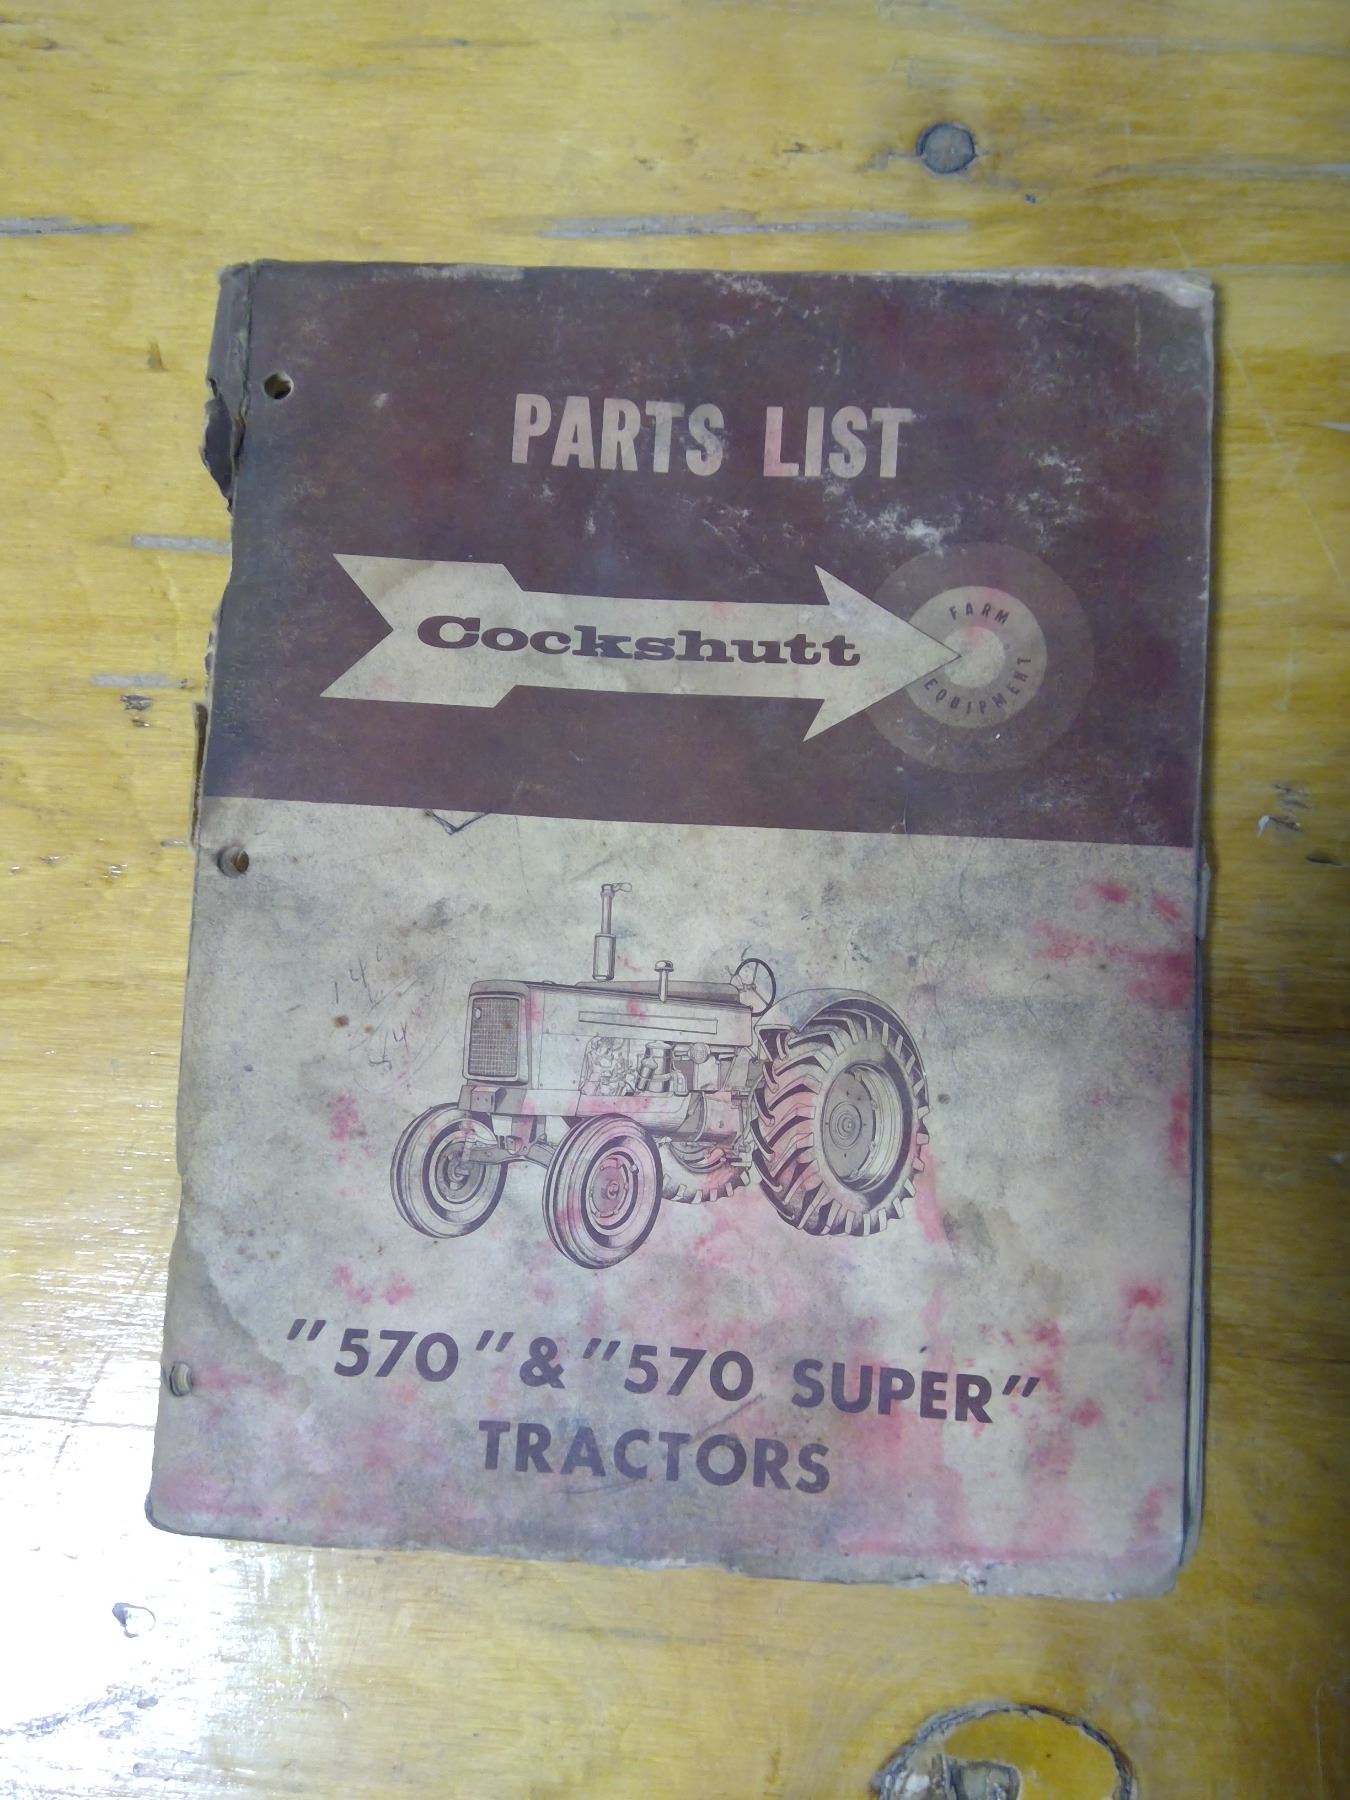 PARTS LIST
Cockshutt
FARM
EQUIPMENT
"570" & "570 SUPER"
TRACTORS